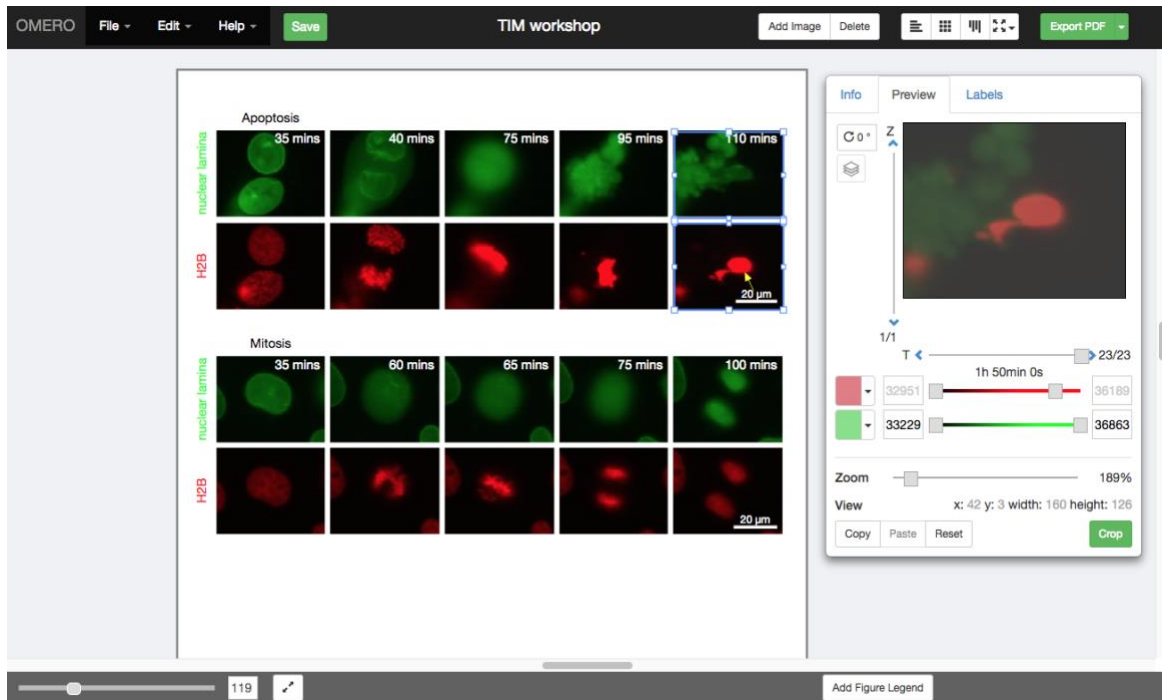 OMERO File Edit Help Save TIM workshop Add Image Delete Export PDF
Info Preview Labels
Apoptosis
nuclear lamina
35 mins 40 mins 75 mins 95 mins 110 mins
H2B
20 µm
Mitosis
nuclear lamina
35 mins 60 mins 65 mins 75 mins 100 mins
H2B
20 µm
0 °
Z
1/1
T 23/23
1h 50min 0s
32951 36189
33229 36863
Zoom 189%
View x: 42 y: 3 width: 160 height: 126
Copy Paste Reset Crop
119 Add Figure Legend